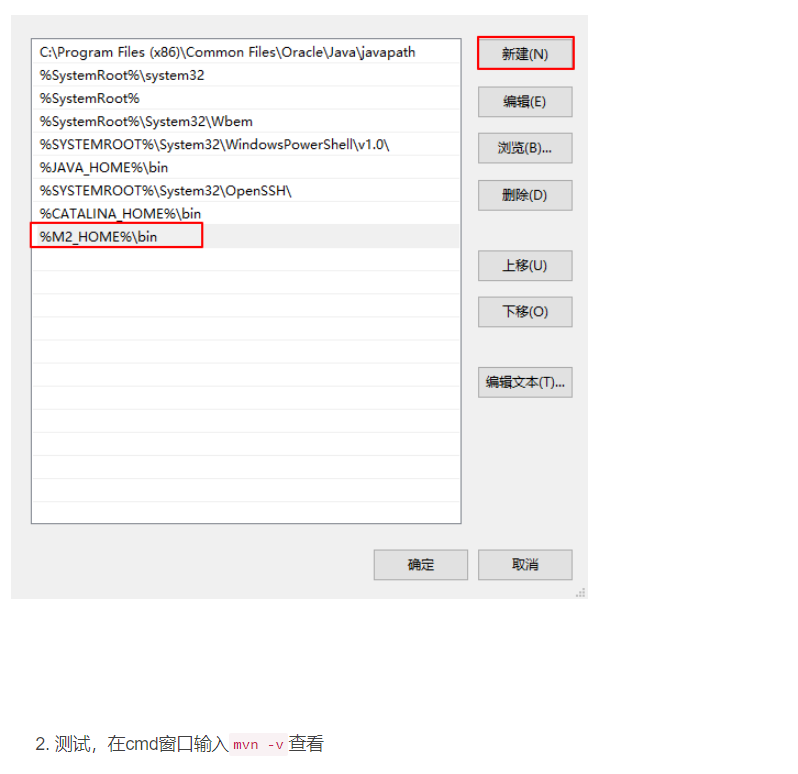 C:\Program Files (x86)\Common Files\Oracle\Java\javapath
%SystemRoot%\system32
%SystemRoot%
%SystemRoot%\System32\Wbem
%SYSTEMROOT%\System32\WindowsPowerShell\v1.0\
%JAVA_HOME%\bin
%SYSTEMROOT%\System32\OpenSSH\
%CATALINA_HOME%\bin
%M2_HOME%\bin
新建(N)
编辑(E)
浏览(B)...
删除(D)
上移(U)
下移(O)
编辑文本(T)...
确定
取消
2. 测试，在cmd窗口输入 mvn -v 查看